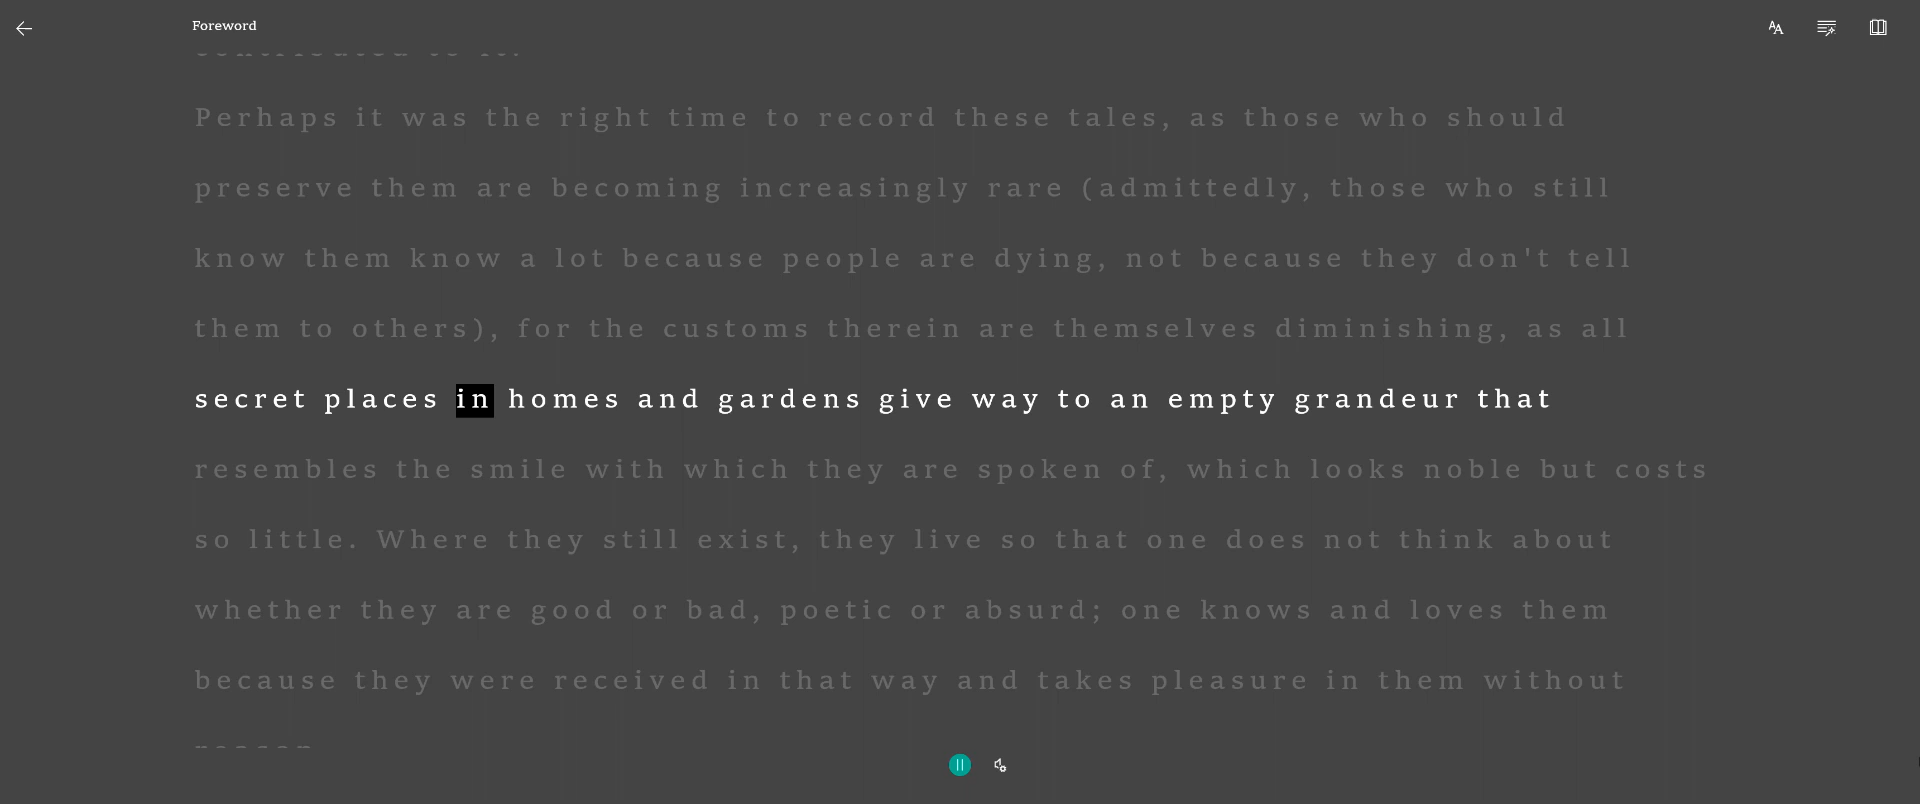 Foreword
contributed to it.
Perhaps it was the right time to record these tales, as those who should
preserve them are becoming increasingly rare (admittedly, those who still
know them know a lot because people are dying, not because they don't tell
them to others), for the customs therein are themselves diminishing, as all
secret places in homes and gardens give way to an empty grandeur that
resembles the smile with which they are spoken of, which looks noble but costs
so little. Where they still exist, they live so that one does not think about
whether they are good or bad, poetic or absurd; one knows and loves them
because they were received in that way and takes pleasure in them without